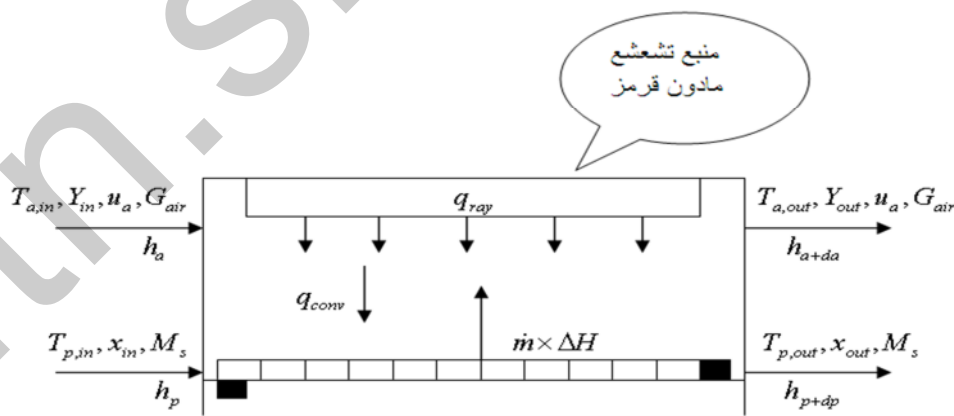 منبع تشعشع
مادون قرمز
T_{a,in}, Y_{in}, u_a, G_{air}
h_a
q_{ray}
T_{a,out}, Y_{out}, u_a, G_{air}
h_{a+da}
q_{conv}
T_{p,in}, x_{in}, M_s
h_p
ṁ × ΔH
T_{p,out}, x_{out}, M_s
h_{p+dp}